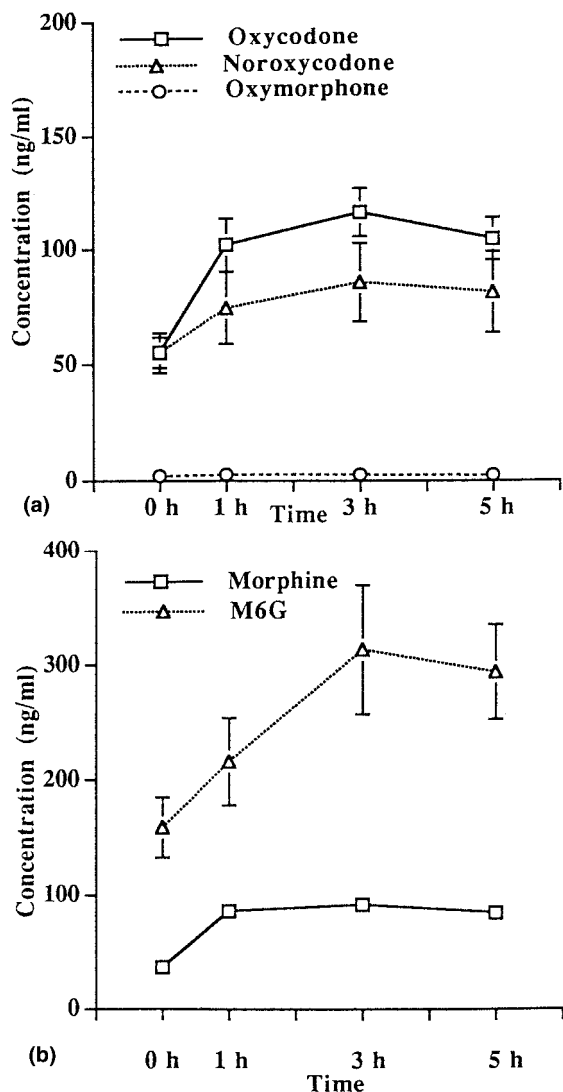 200
Oxycodone
Noroxycodone
Oxymorphone
150
Concentration (ng/ml)
100
50
0
(a)
0 h 1 h Time 3 h 5 h
400
Morphine
M6G
300
Concentration (ng/ml)
200
100
0
(b)
0 h 1 h 3 h 5 h
Time